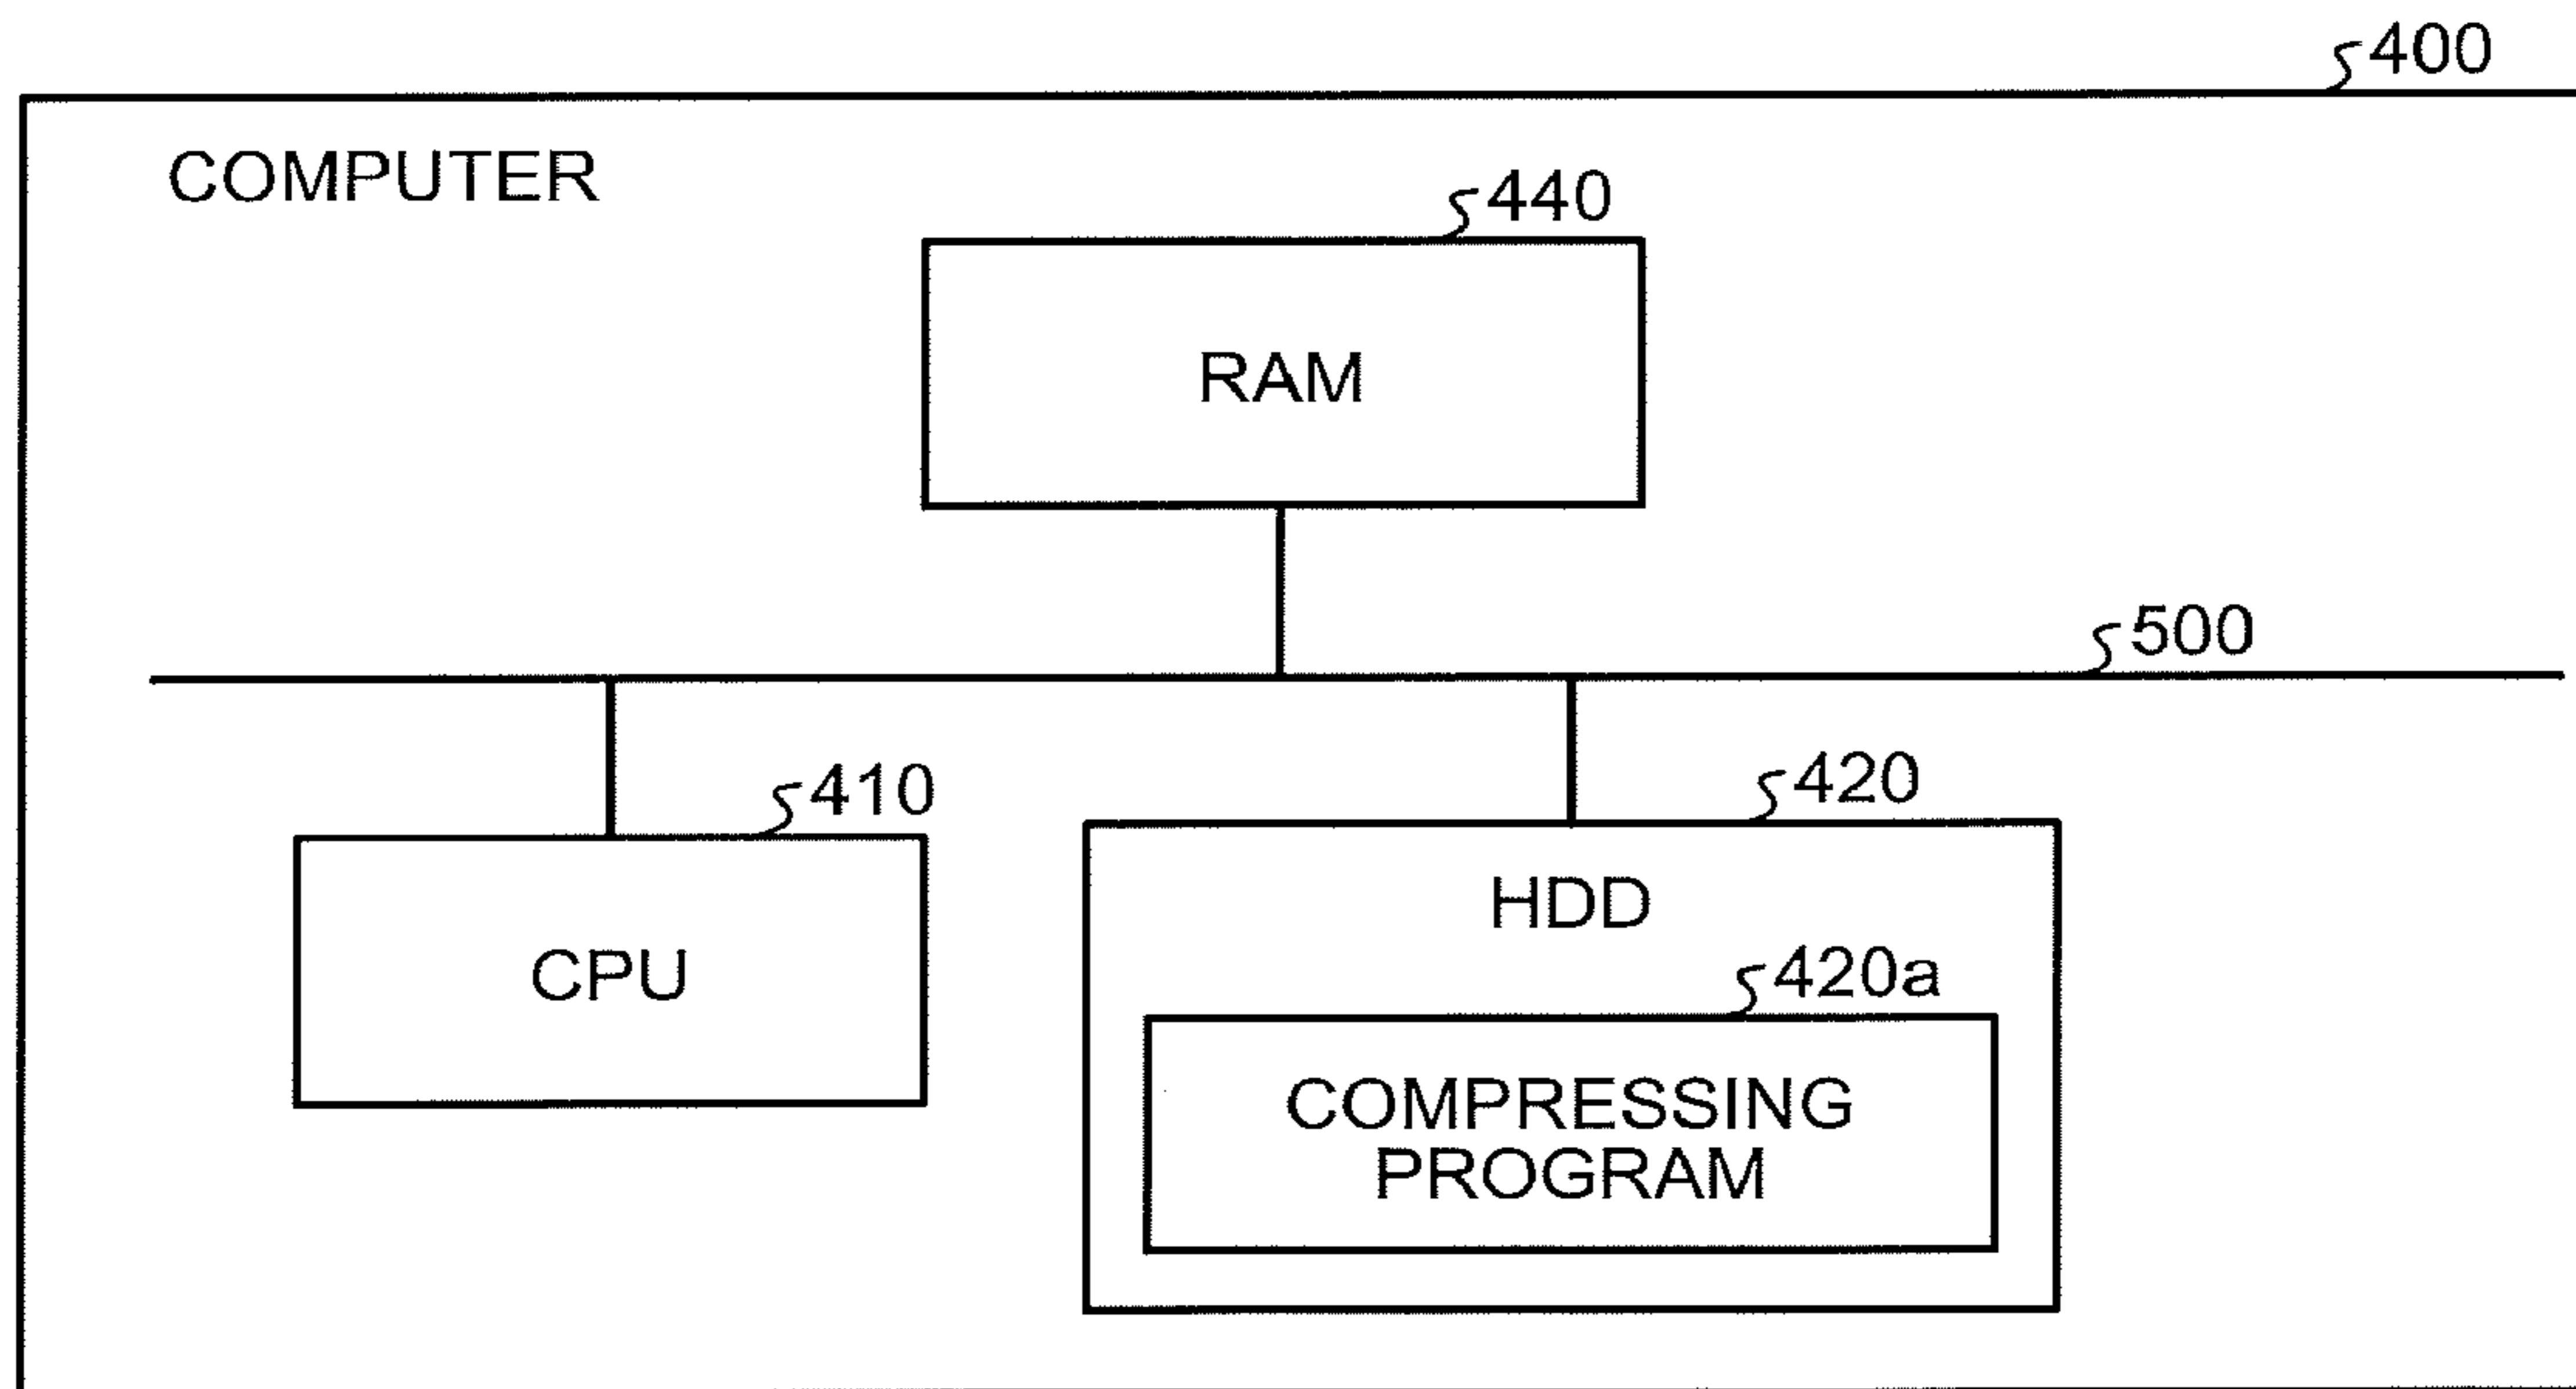 400
COMPUTER
440
RAM
500
410
CPU
420
HDD
420a
COMPRESSING
PROGRAM